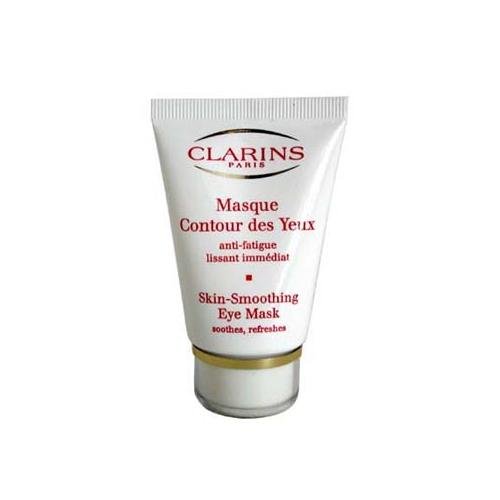 CLARINS
PARIS
Masque
Contour des Yeux
anti-fatigue
lissant immédiat
Skin-Smoothing
Eye Mask
soothes, refreshes